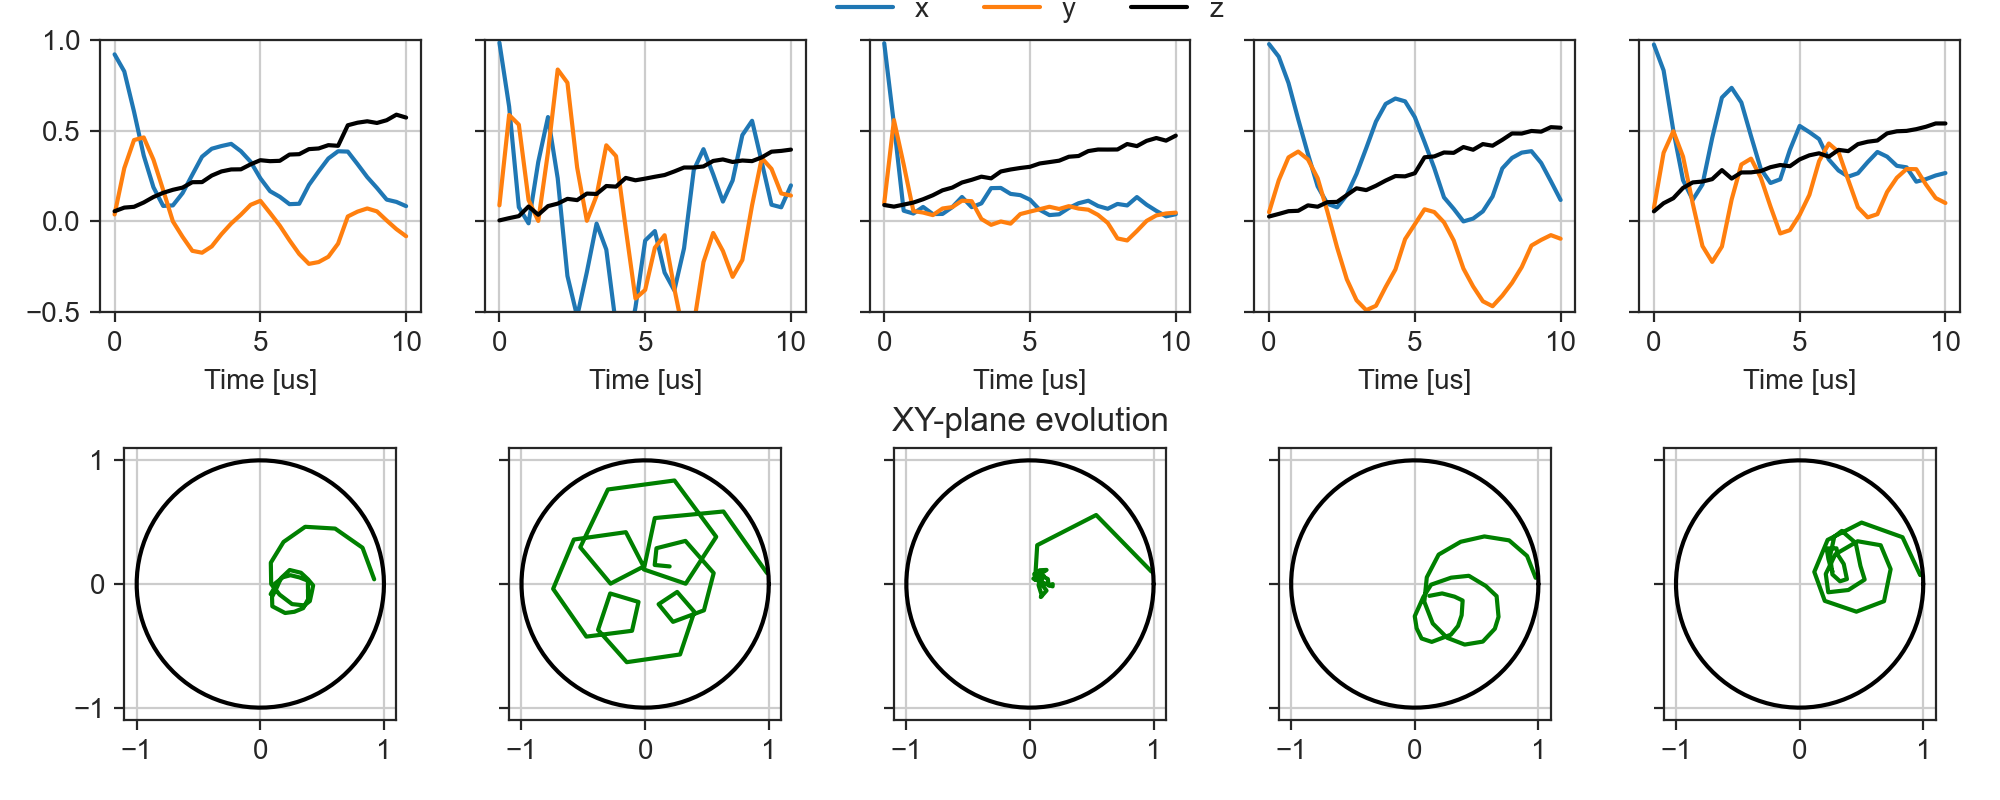 x y z
1.0
0.5
0.0
−0.5
0 5 10 0 5 10 0 5 10 0 5 10 0 5 10
Time [us] Time [us] Time [us] Time [us] Time [us]
XY-plane evolution
1
0
−1
−1 0 1 −1 0 1 −1 0 1 −1 0 1 −1 0 1